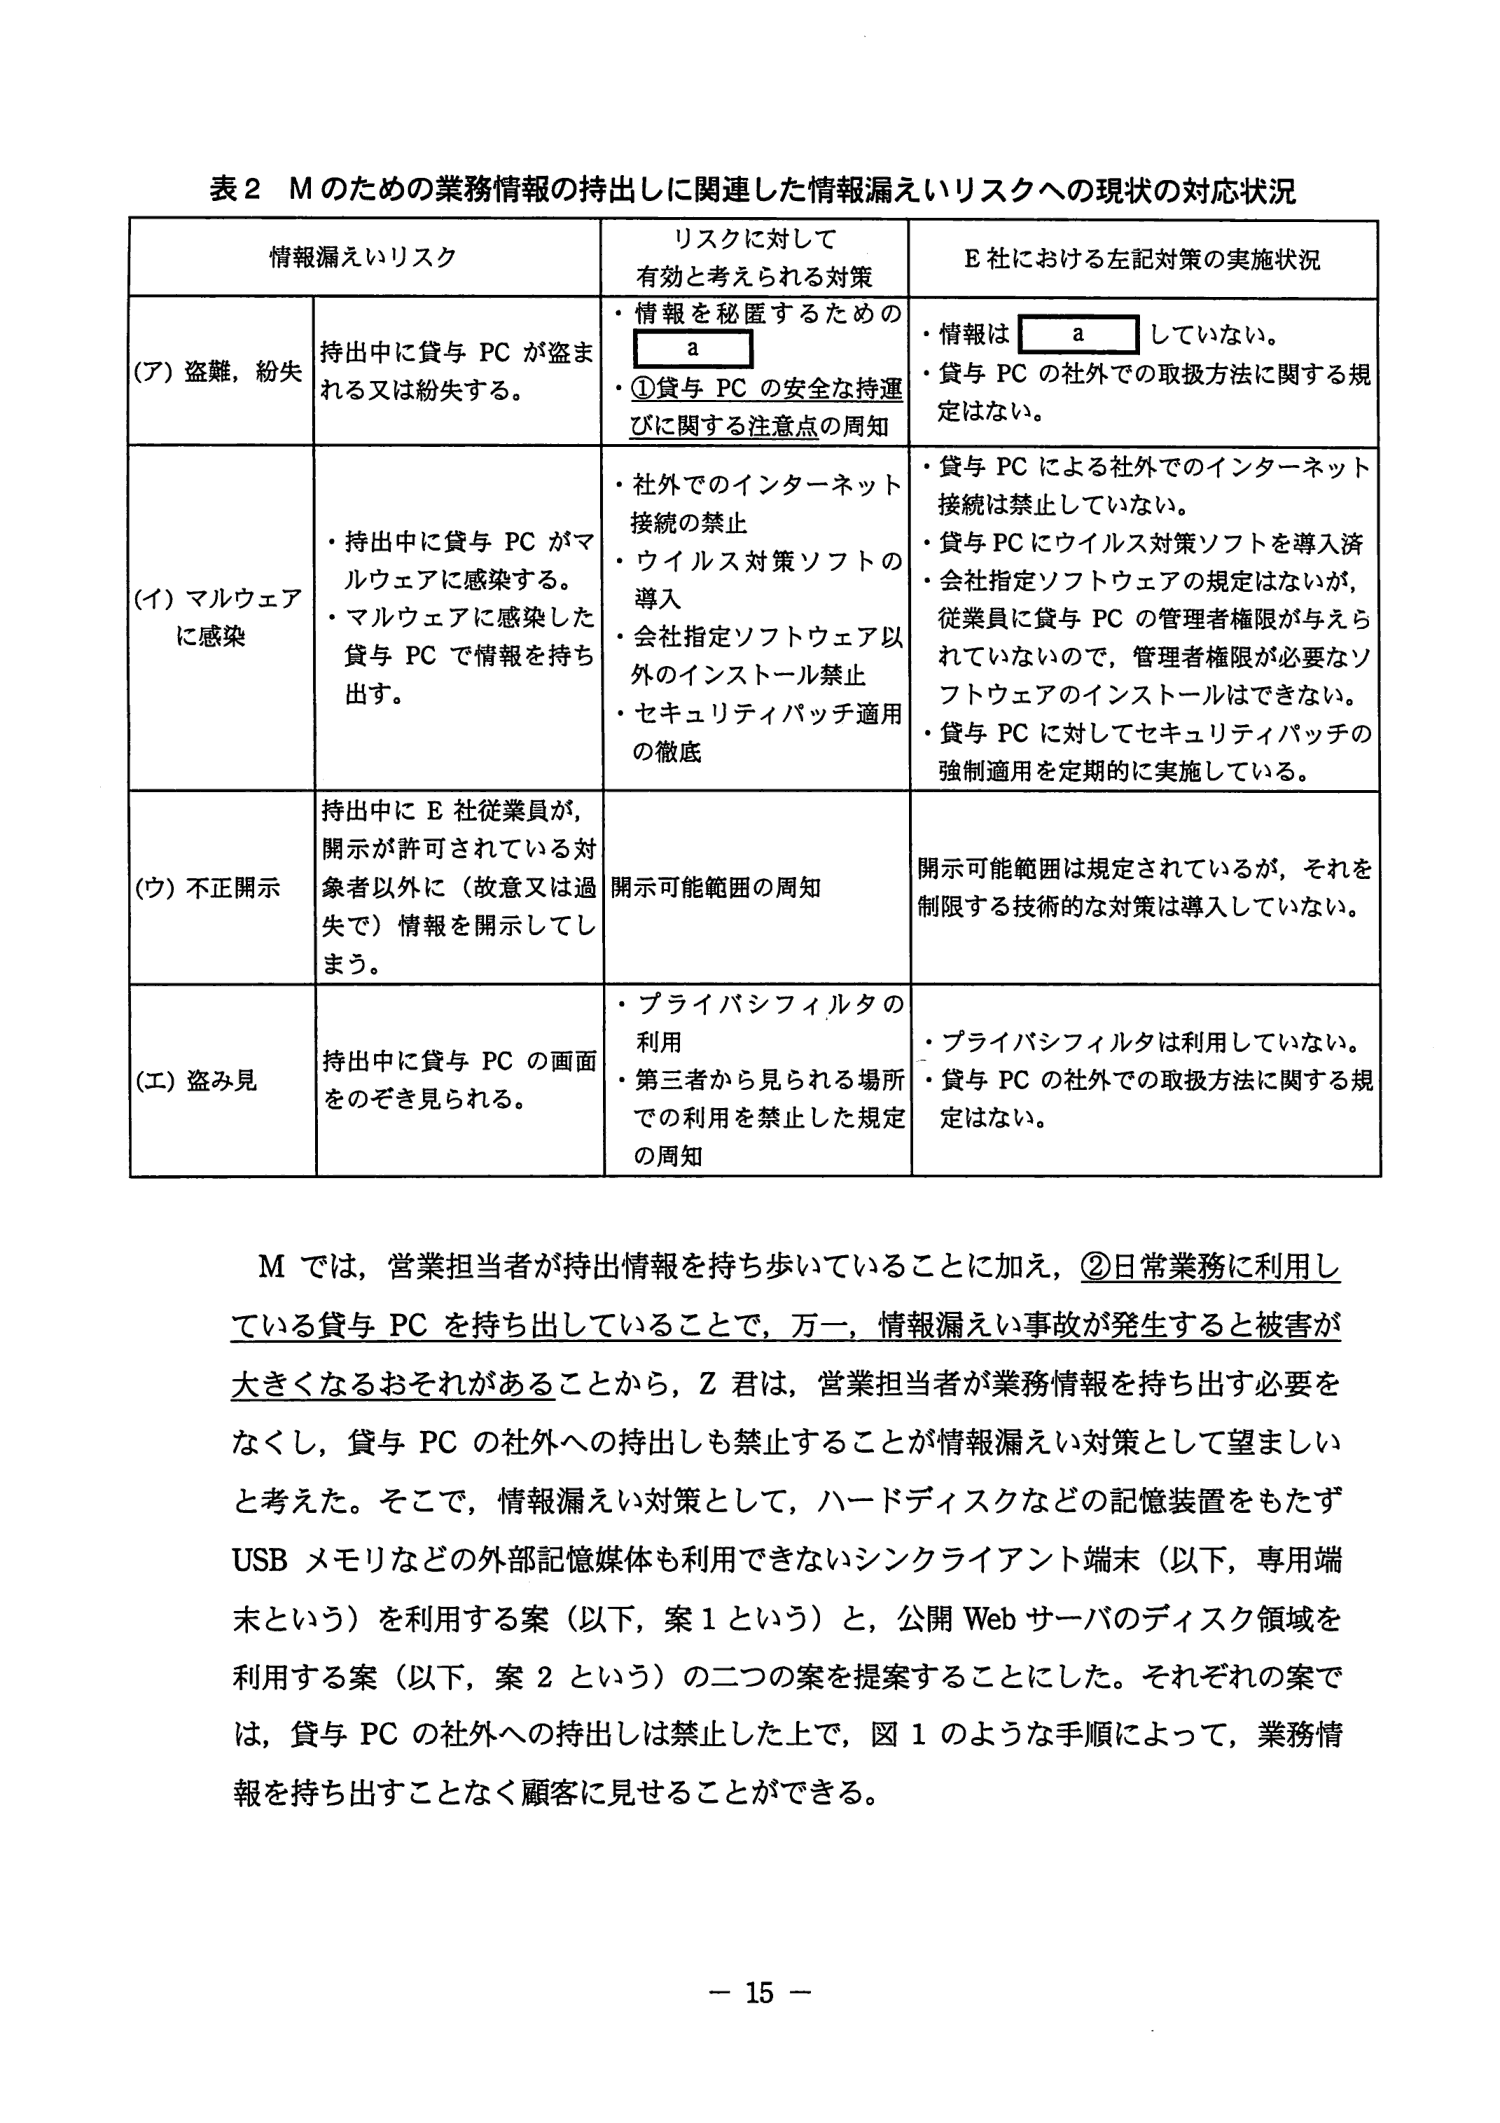 表2　Mのための業務情報の持出しに関連した情報漏えいリスクへの現状の対応状況
情報漏えいリスク
リスクに対して
有効と考えられる対策
E 社における左記対策の実施状況
(ア) 盗難，紛失
持出中に貸与 PC が盗ま
れる又は紛失する。
・情報を秘匿するための
a
・①貸与 PC の安全な持運
びに関する注意点の周知
・情報は a していない。
・貸与 PC の社外での取扱方法に関する規
定はない。
(イ) マルウェア
に感染
・持出中に貸与 PC がマ
ルウェアに感染する。
・マルウェアに感染した
貸与 PC で情報を持ち
出す。
・社外でのインターネット
接続の禁止
・ウイルス対策ソフトの
導入
・会社指定ソフトウェア以
外のインストール禁止
・セキュリティパッチ適用
の徹底
・貸与 PC による社外でのインターネット
接続は禁止していない。
・貸与 PC にウイルス対策ソフトを導入済
・会社指定ソフトウェアの規定はないが，
従業員に貸与 PC の管理者権限が与えら
れていないので，管理者権限が必要なソ
フトウェアのインストールはできない。
・貸与 PC に対してセキュリティパッチの
強制適用を定期的に実施している。
(ウ) 不正開示
持出中に E 社従業員が，
開示が許可されている対
象者以外に（故意又は過
失で）情報を開示してし
まう。
開示可能範囲の周知
開示可能範囲は規定されているが，それを
制限する技術的な対策は導入していない。
(エ) 盗み見
持出中に貸与 PC の画面
をのぞき見られる。
・プライバシフィルタの
利用
・第三者から見られる場所
での利用を禁止した規定
の周知
・プライバシフィルタは利用していない。
・貸与 PC の社外での取扱方法に関する規
定はない。
M では，営業担当者が持出情報を持ち歩いていることに加え，②日常業務に利用し
ている貸与 PC を持ち出していることで，万一，情報漏えい事故が発生すると被害が
大きくなるおそれがあることから，Z 君は，営業担当者が業務情報を持ち出す必要を
なくし，貸与 PC の社外への持出しも禁止することが情報漏えい対策として望ましい
と考えた。そこで，情報漏えい対策として，ハードディスクなどの記憶装置をもたず
USB メモリなどの外部記憶媒体も利用できないシンクライアント端末（以下，専用端
末という）を利用する案（以下，案 1 という）と，公開 Web サーバのディスク領域を
利用する案（以下，案 2 という）の二つの案を提案することにした。それぞれの案で
は，貸与 PC の社外への持出しは禁止した上で，図 1 のような手順によって，業務情
報を持ち出すことなく顧客に見せることができる。
－ 15 －